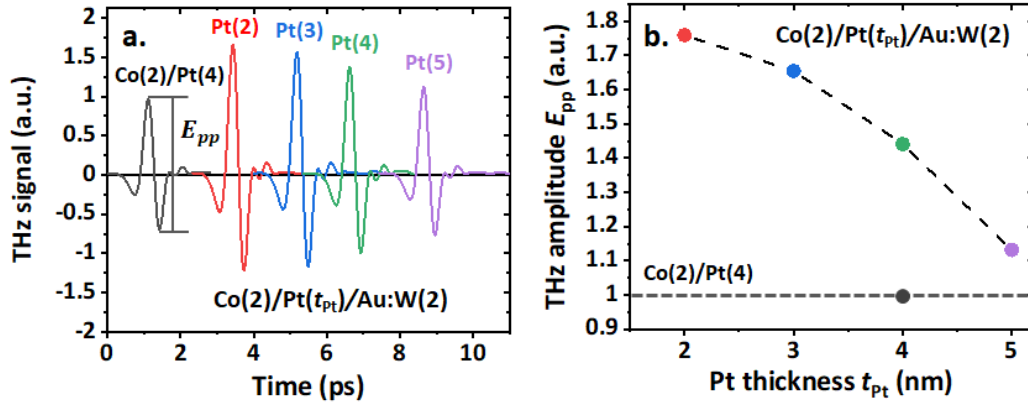 a.
Pt(2)
Pt(3)
Pt(4)
Pt(5)
Co(2)/Pt(4)
E_pp
Co(2)/Pt(t_Pt)/Au:W(2)
THz signal (a.u.)
2
1.5
1
0.5
0
-0.5
-1
-1.5
-2
0 2 4 6 8 10
Time (ps)
b.
Co(2)/Pt(t_Pt)/Au:W(2)
Co(2)/Pt(4)
THz amplitude E_pp (a.u.)
1.8
1.7
1.6
1.5
1.4
1.3
1.2
1.1
1
0.9
2 3 4 5
Pt thickness t_Pt (nm)